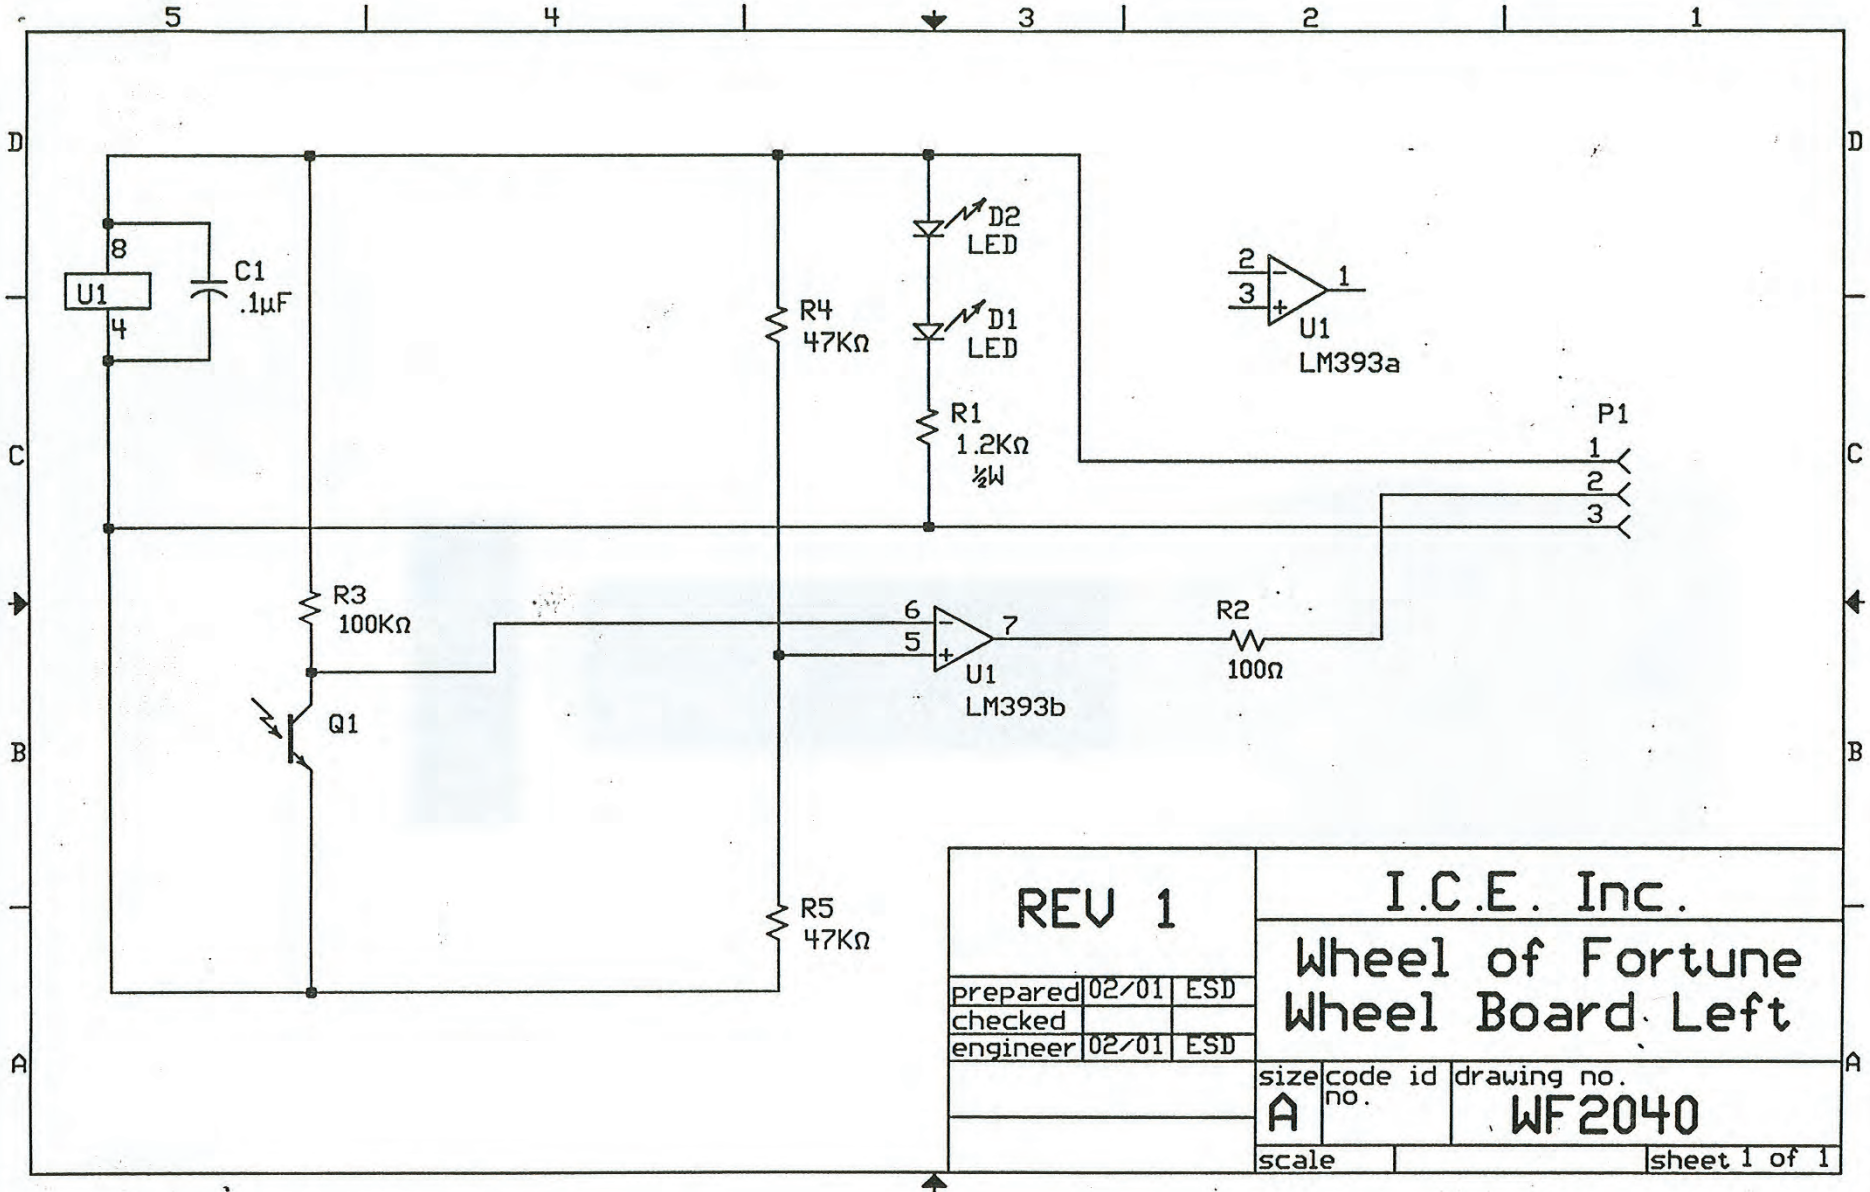 5 4 3 2 1
D D
8
U1
4
C1
.1µF
R4
47KΩ
D2
LED
D1
LED
R1
1.2KΩ
½W
2
3
-
+
1
U1
LM393a
P1
1
2
3
C C
R3
100KΩ
Q1
6
5
-
+
7
U1
LM393b
R2
100Ω
B B
R5
47KΩ
REV 1
I.C.E. Inc.
Wheel of Fortune
Wheel Board Left
prepared 02/01 ESD
checked
engineer 02/01 ESD
A A
size code id no. drawing no.
A WF2040
scale sheet 1 of 1